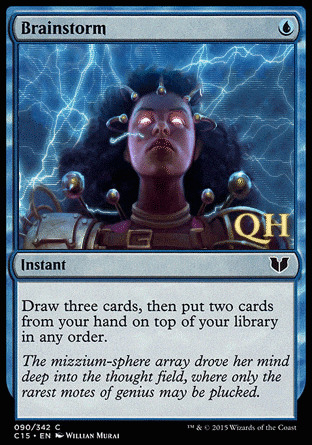 Brainstorm
QH
Instant
Draw three cards, then put two cards
from your hand on top of your library
in any order.
The mizzium-sphere array drove her mind
deep into the thought field, where only the
rarest motes of genius may be plucked.
090/342 C
C15 • EN Willian Murai
™ & © 2015 Wizards of the Coast